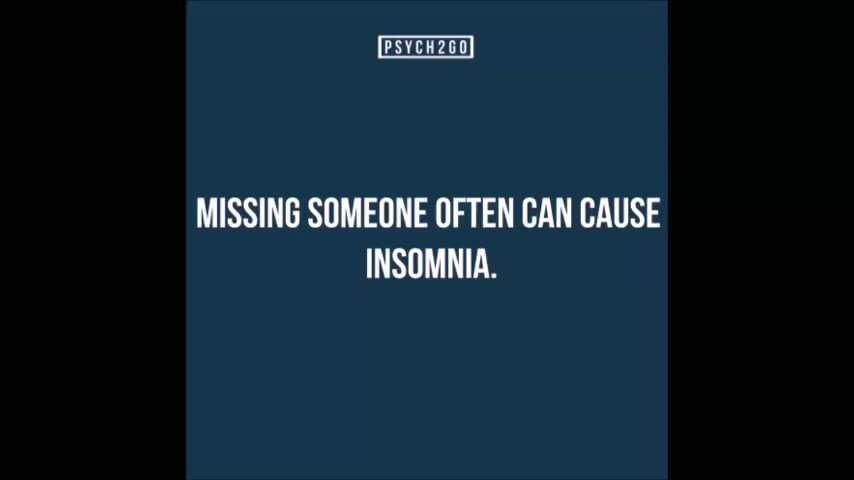 PSYCH2GO
MISSING SOMEONE OFTEN CAN CAUSE
INSOMNIA.